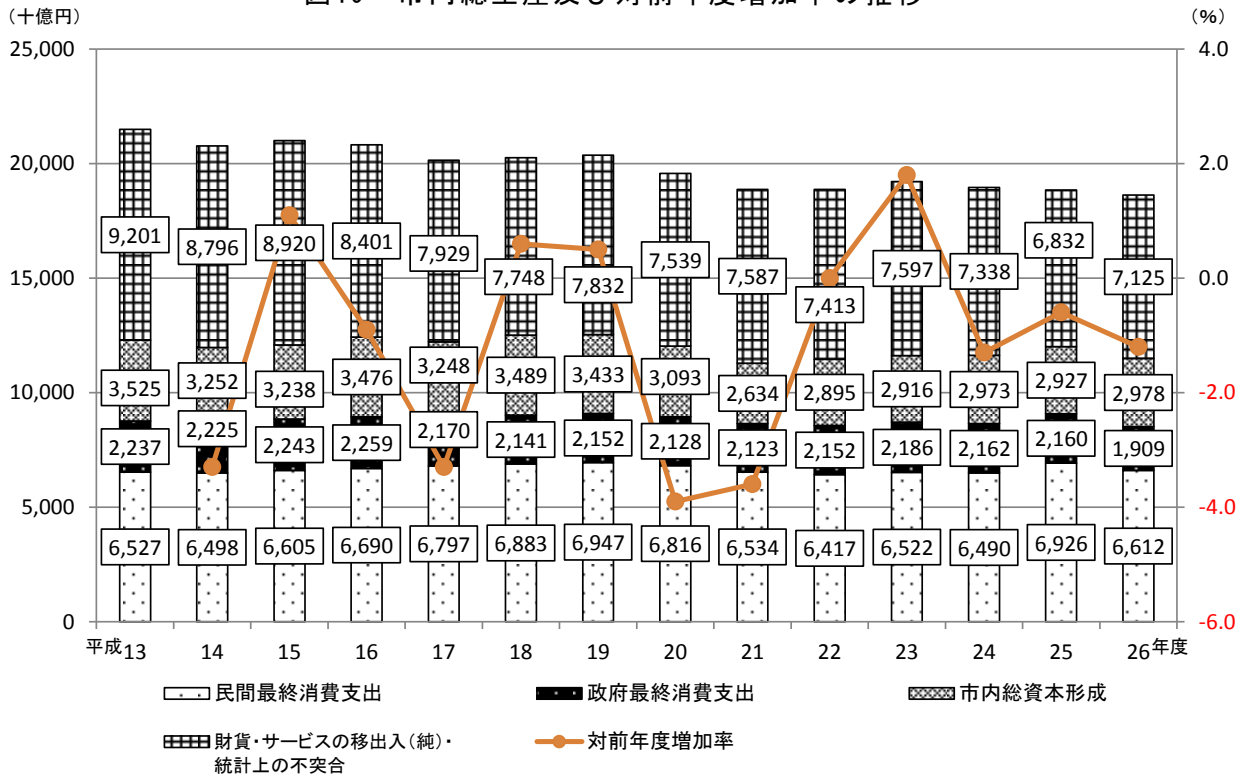 (十億円)
(%)
25,000
20,000
15,000
10,000
5,000
0
4.0
2.0
0.0
-2.0
-4.0
-6.0
9,201 8,796 8,920 8,401 7,929 7,748 7,832 7,539 7,587 7,413 7,597 7,338 6,832 7,125
3,525 3,252 3,238 3,476 3,248 3,489 3,433 3,093 2,634 2,895 2,916 2,973 2,927 2,978
2,237 2,225 2,243 2,259 2,170 2,141 2,152 2,128 2,123 2,152 2,186 2,162 2,160 1,909
6,527 6,498 6,605 6,690 6,797 6,883 6,947 6,816 6,534 6,417 6,522 6,490 6,926 6,612
平成13 14 15 16 17 18 19 20 21 22 23 24 25 26年度
民間最終消費支出 政府最終消費支出 市内総資本形成
財貨・サービスの移出入(純)・ 対前年度増加率
統計上の不突合